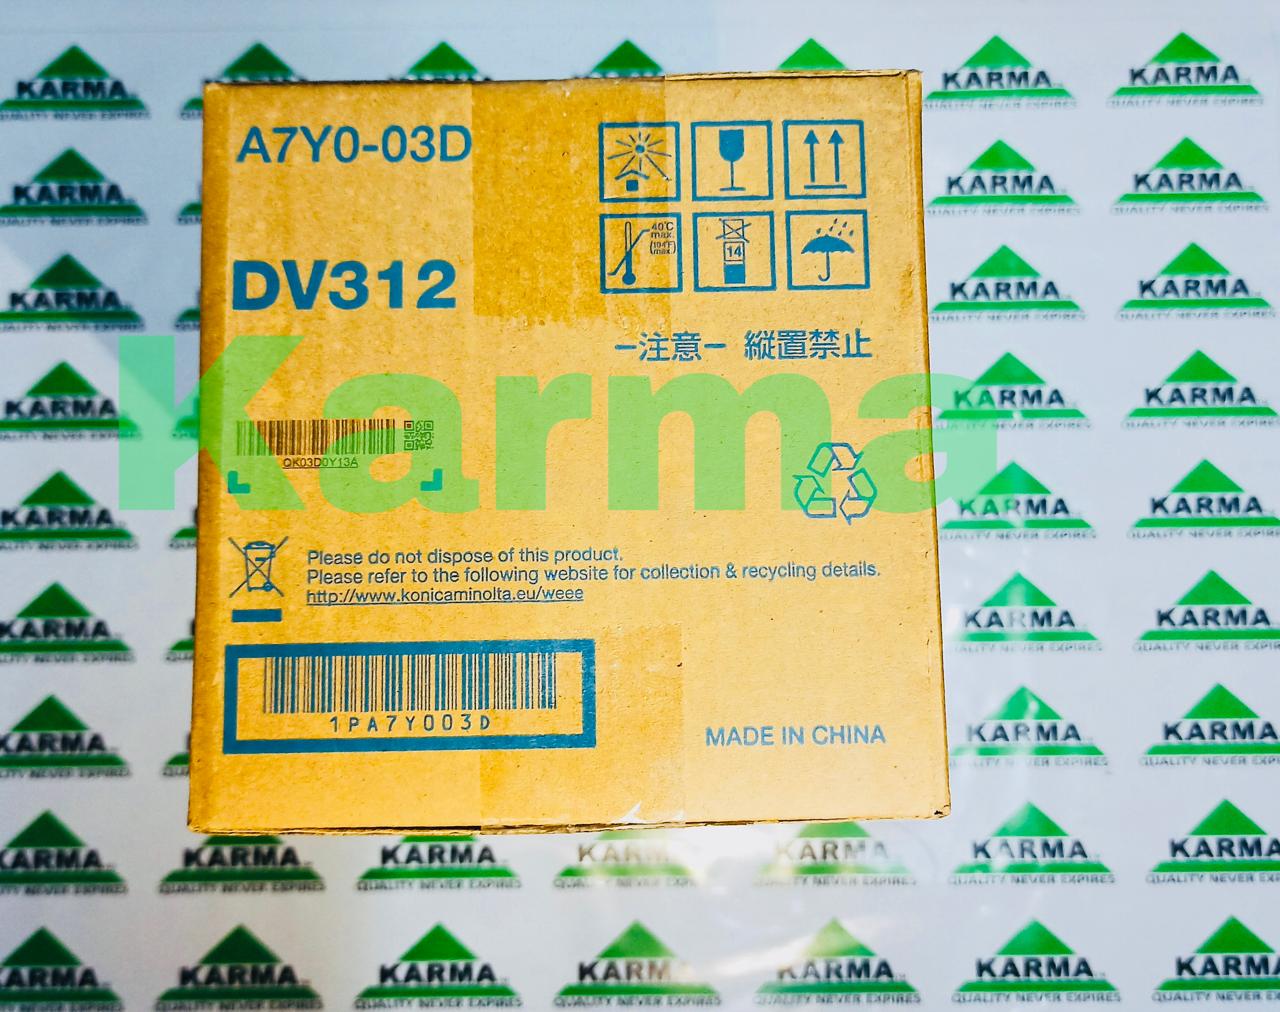 A7Y0-03D
40°C
max.
(104°F)
max.
14
DV312
−注意− 縦置禁止
Karma
QK03D0Y13A
Please do not dispose of this product.
Please refer to the following website for collection & recycling details.
http://www.konicaminolta.eu/weee
1PA7Y003D
MADE IN CHINA
KARMA
QUALITY NEVER EXPIRES